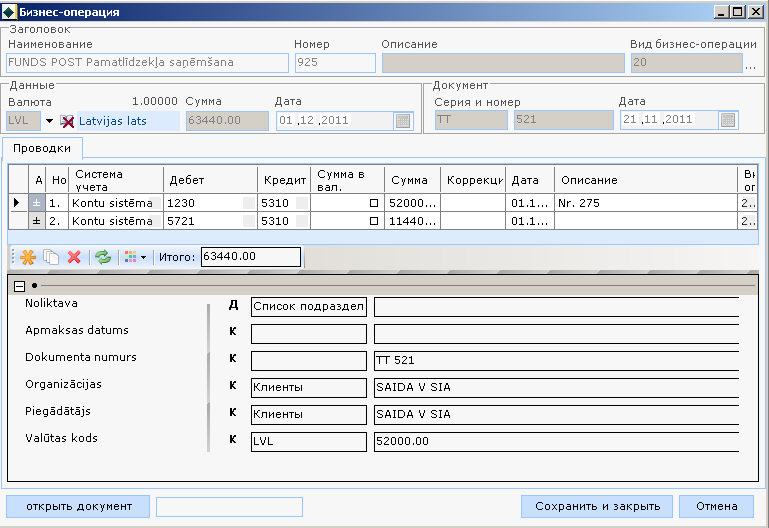 Бизнес-операция
Заголовок
Наименование Номер Описание Вид бизнес-операции
FUNDS POST Pamatlīdzekļa saņēmšana 925 20 ...
Данные Документ
Валюта 1.00000 Сумма Дата Серия и номер Дата
LVL Latvijas lats 63440.00 01 ,12 ,2011 TT 521 21 ,11 ,2011
Проводки
А Но Система учета Дебет Кредит Сумма в вал. Сумма Коррекци Дата Описание Ви оп
± 1. Kontu sistēma 1230 5310 52000... 01.1... Nr. 275 2...
± 2. Kontu sistēma 5721 5310 11440... 01.1... 2...
Итого: 63440.00
Noliktava Д Список подраздел
Apmaksas datums К
Dokumenta numurs К TT 521
Organizācijas К Клиенты SAIDA V SIA
Piegādātājs К Клиенты SAIDA V SIA
Valūtas kods К LVL 52000.00
открыть документ Сохранить и закрыть Отмена